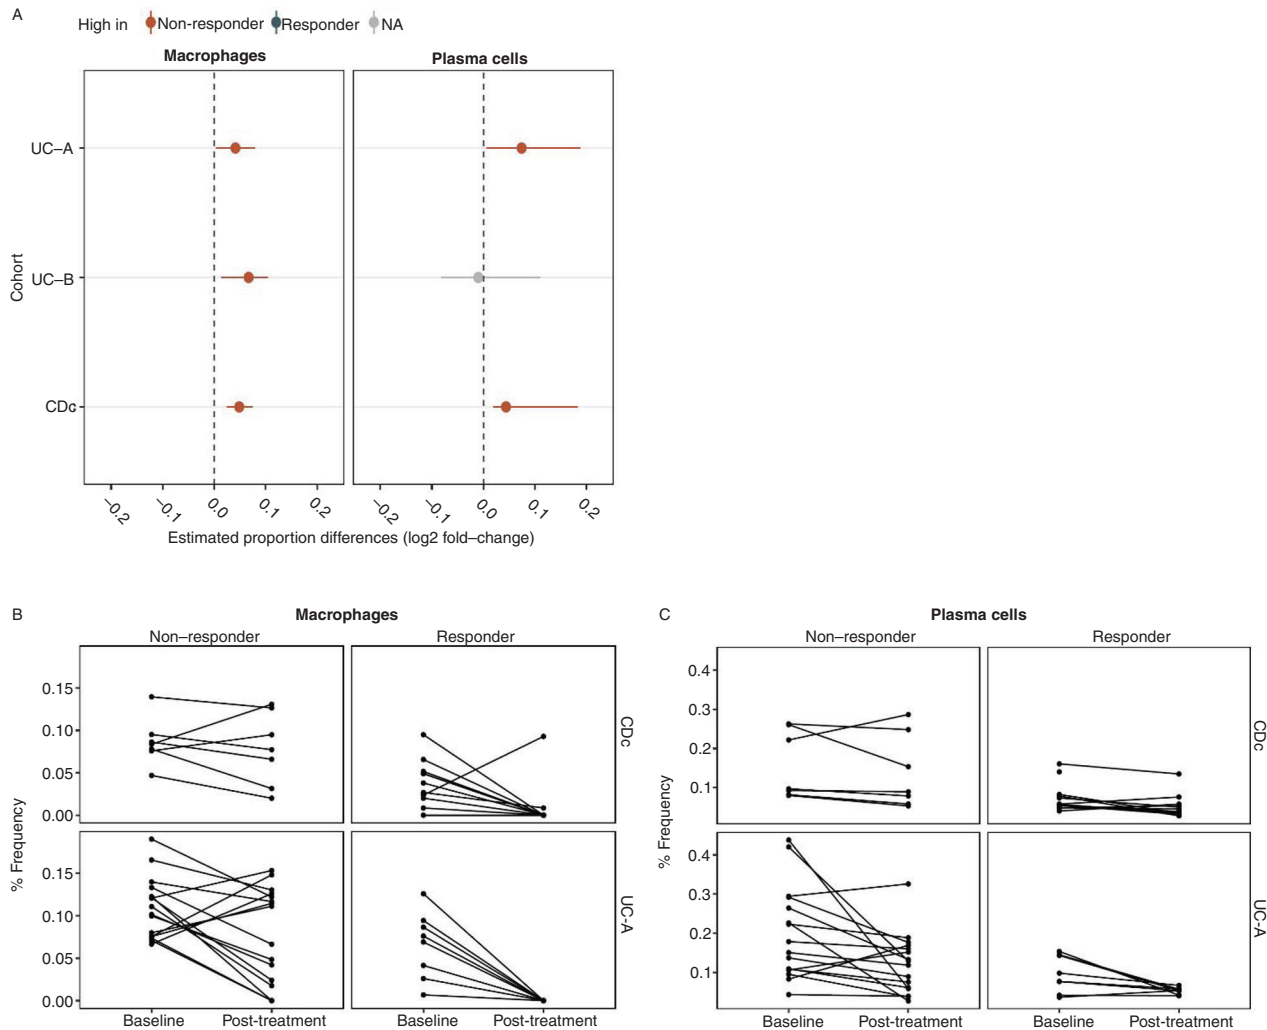 A
High in Non-responder Responder NA
Macrophages Plasma cells
UC–A
UC–B
CDc
Cohort
–0.2 –0.1 0.0 0.1 0.2 –0.2 –0.1 0.0 0.1 0.2
Estimated proportion differences (log2 fold–change)
B Macrophages
Non–responder Responder
0.15
0.10
0.05
0.00
CDc
0.15
0.10
0.05
0.00
UC-A
% Frequency
Baseline Post-treatment Baseline Post-treatment
C Plasma cells
Non–responder Responder
0.4
0.3
0.2
0.1
CDc
0.4
0.3
0.2
0.1
UC-A
% Frequency
Baseline Post-treatment Baseline Post-treatment